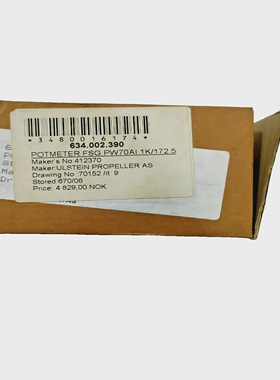 *3480016174*
634.002.390
POTMETER FSG PW70AI 1K/172.5
Maker's No.412370
Maker:ULSTEIN PROPELLER AS
Drawing No 70152 /it 9
Stored:670/06
Price: 4 829,00 NOK